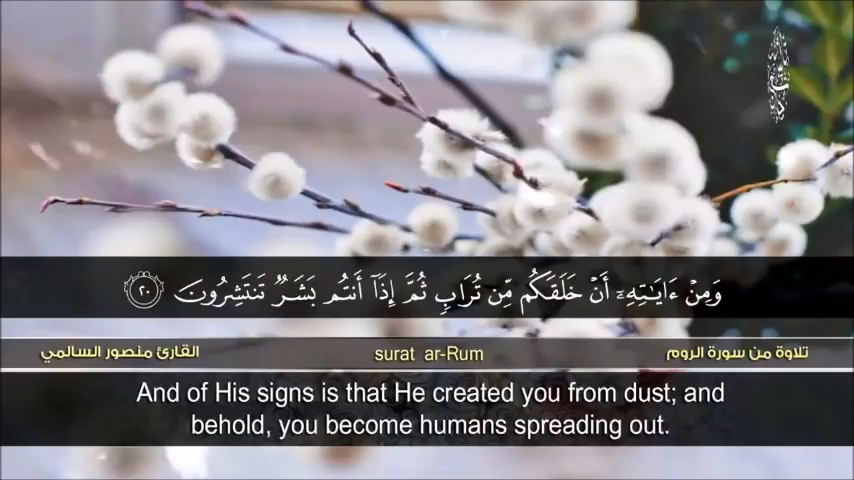 وَمِنْ ءَايَـٰتِهِۦٓ أَنْ خَلَقَكُم مِّن تُرَابٍ ثُمَّ إِذَآ أَنتُم بَشَرٌ تَنتَشِرُونَ ٢٠
تلاوة من سورة الروم surat ar-Rum القارئ منصور السالمي
And of His signs is that He created you from dust; and
behold, you become humans spreading out.